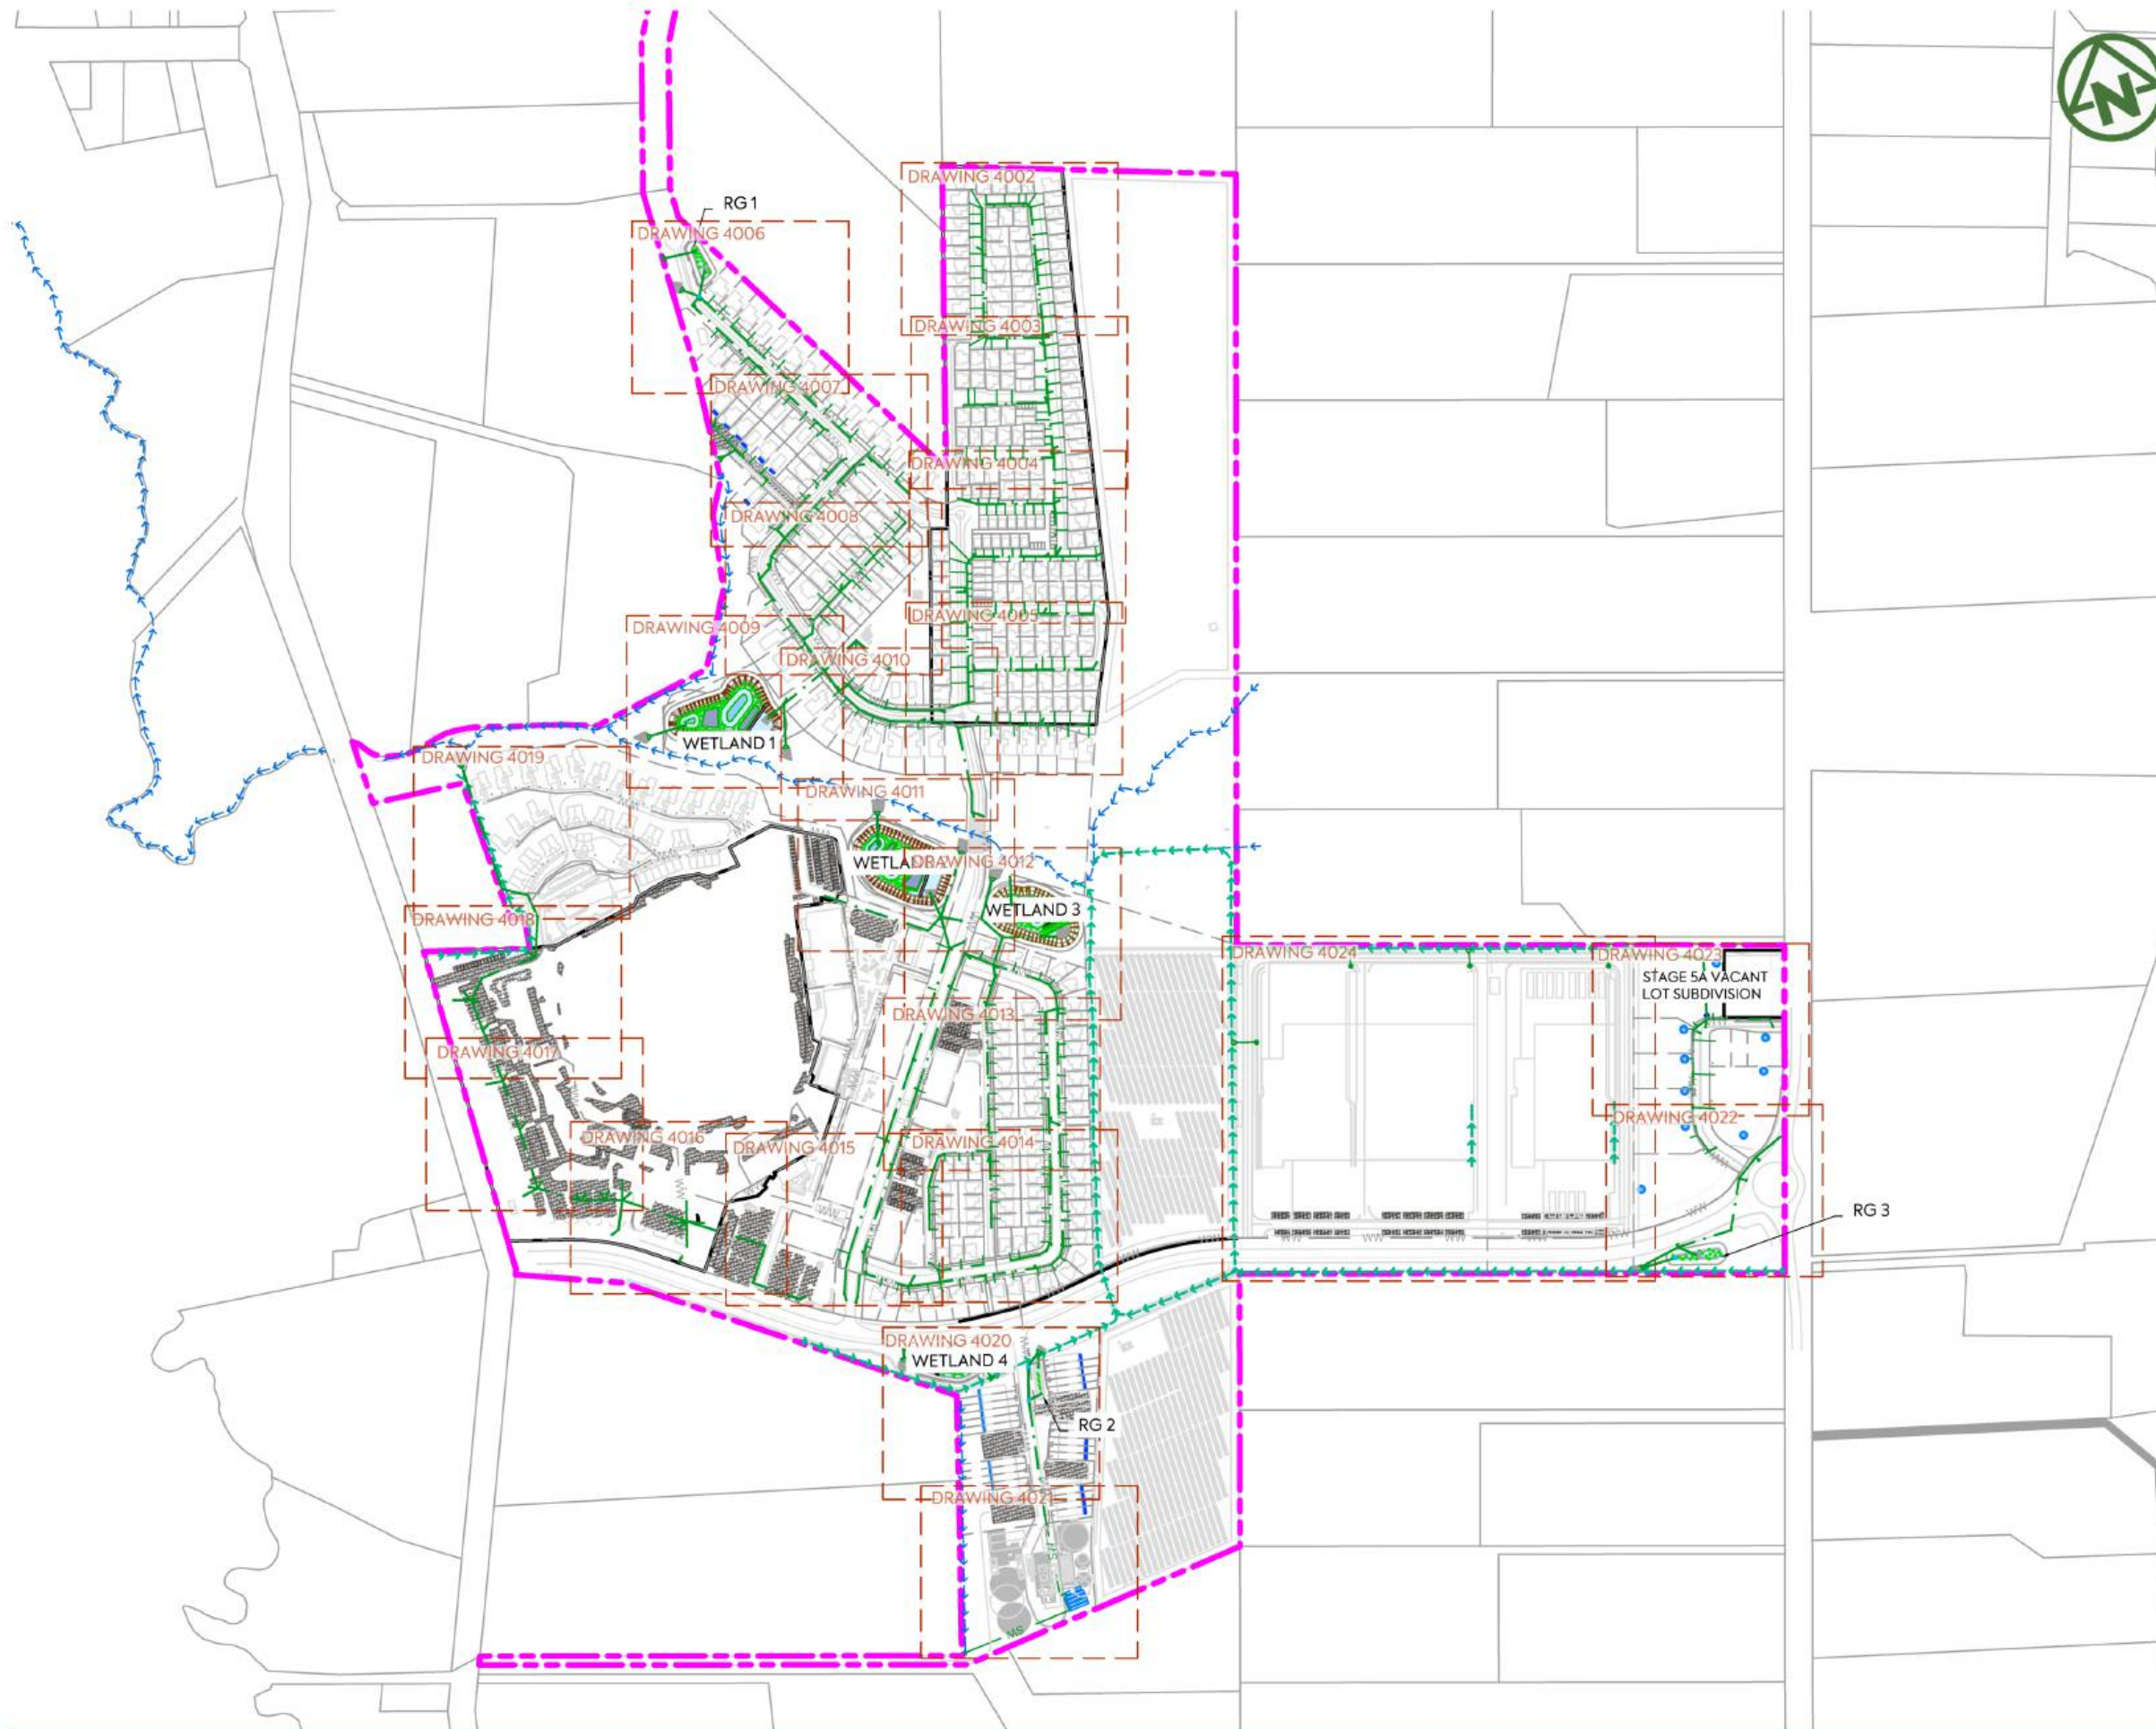 N
DRAWING 4002
RG 1
DRAWING 4006
DRAWING 4003
DRAWING 4007
DRAWING 4004
DRAWING 4008
DRAWING 4005
DRAWING 4009
DRAWING 4010
WETLAND 1
DRAWING 4019
DRAWING 4011
DRAWING 4012
WETLAND 3
DRAWING 4018
DRAWING 4024
DRAWING 4023
STAGE 5A VACANT
LOT SUBDIVISION
DRAWING 4013
DRAWING 4017
DRAWING 4022
DRAWING 4016
DRAWING 4015
DRAWING 4014
RG 3
DRAWING 4020
WETLAND 4
RG 2
DRAWING 4021
SW
SW